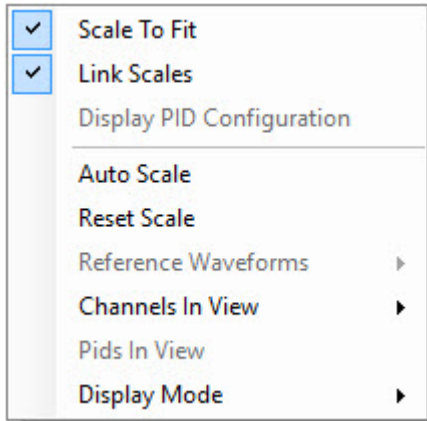 Scale To Fit
Link Scales
Display PID Configuration
Auto Scale
Reset Scale
Reference Waveforms
Channels In View
Pids In View
Display Mode